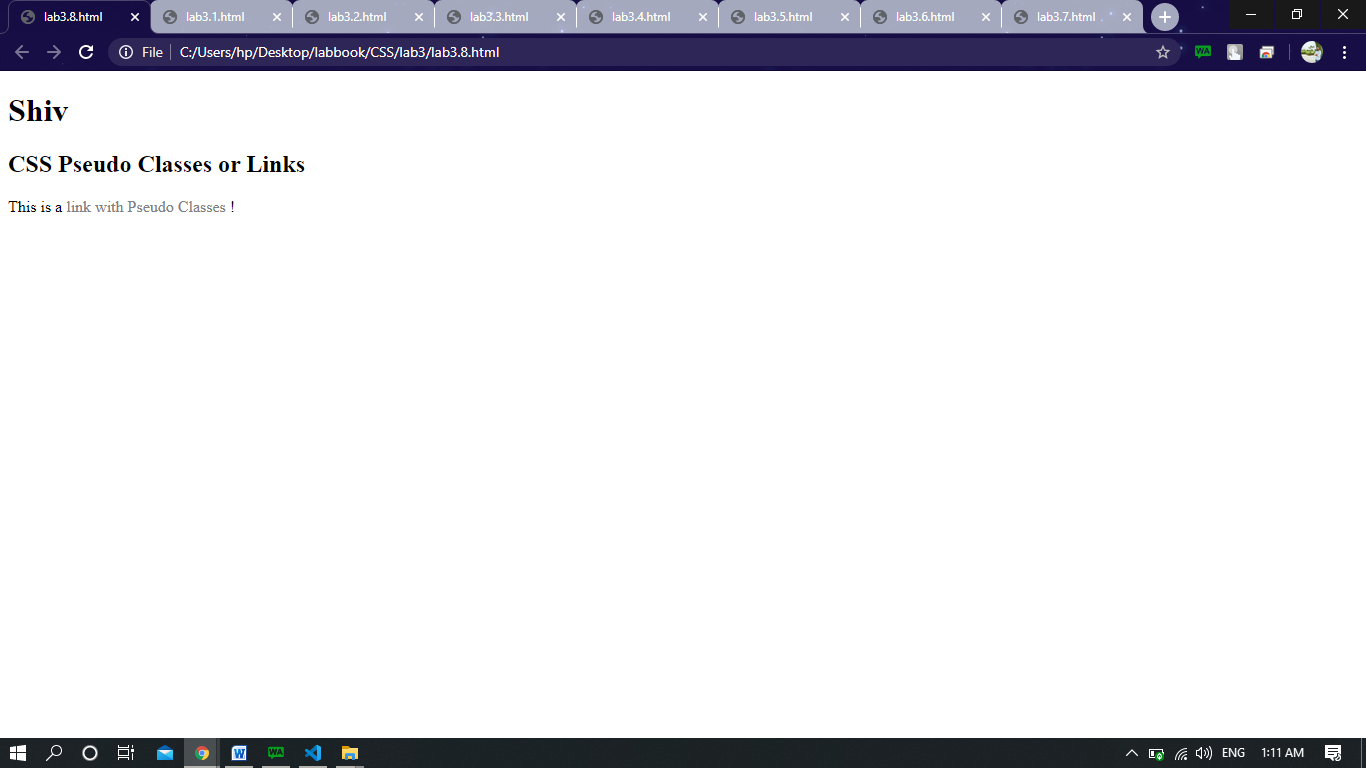 lab3.8.html lab3.1.html lab3.2.html lab3.3.html lab3.4.html lab3.5.html lab3.6.html lab3.7.html
File C:/Users/hp/Desktop/labbook/CSS/lab3/lab3.8.html WA
Shiv
CSS Pseudo Classes or Links
This is a link with Pseudo Classes !
W WA ENG 1:11 AM